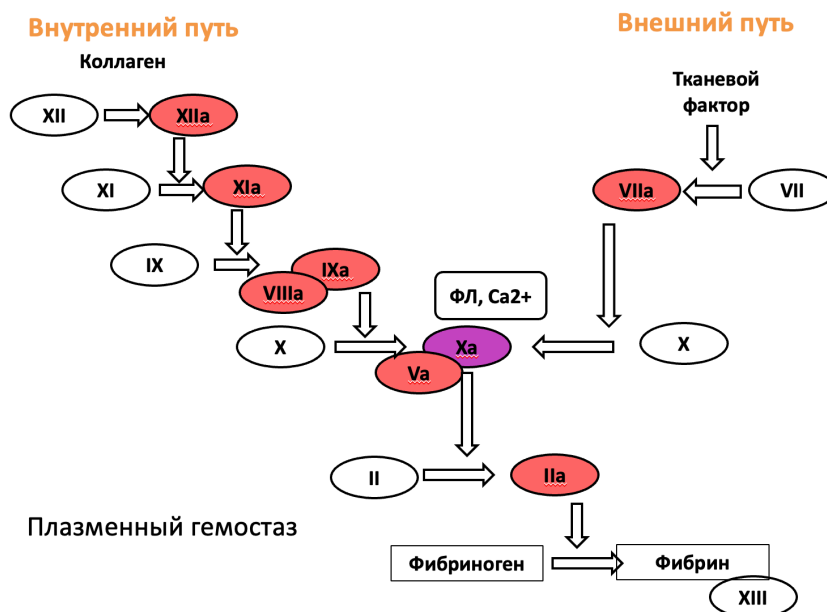 Внутренний путь
Внешний путь
Коллаген
Тканевой
фактор
XII
XIIa
XI
XIa
VIIa
VII
IX
IXa
VIIIa
ФЛ, Ca2+
X
Xa
X
Va
II
IIa
Плазменный гемостаз
Фибриноген
Фибрин
XIII